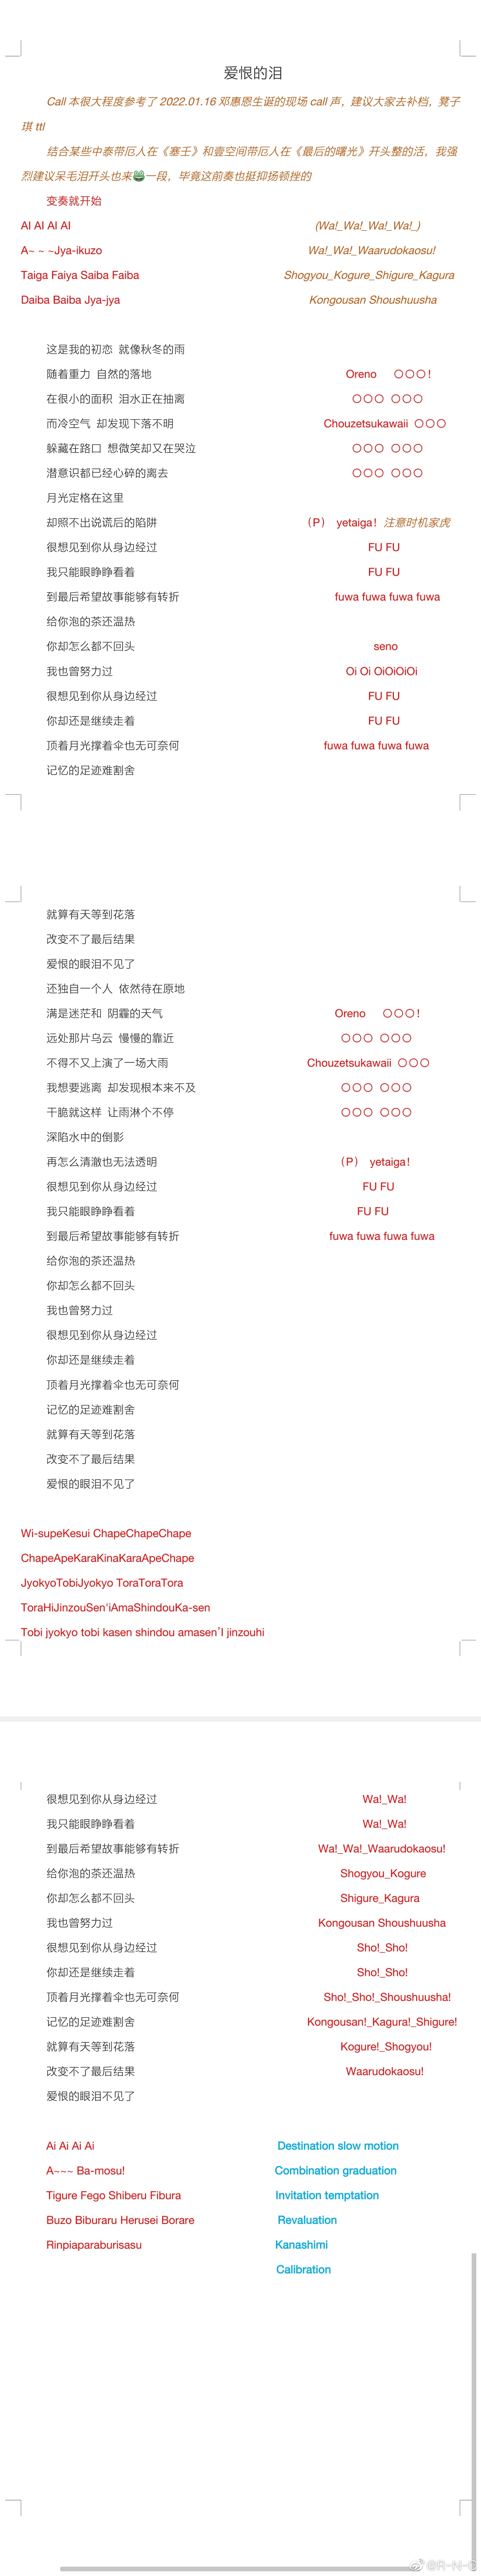 爱恨的泪
Call 本很大程度参考了 2022.01.16 邓惠恩生诞的现场 call 声，建议大家去补档，凳子
琪 ttl
结合某些中泰带厄人在《塞壬》和壹空间带厄人在《最后的曙光》开头整的活，我强
烈建议呆毛泪开头也来🐸一段，毕竟这前奏也挺抑扬顿挫的
变奏就开始
AI AI AI AI (Wa!_Wa!_Wa!_Wa!_)
A~ ~ ~Jya-ikuzo Wa!_Wa!_Waarudokaosu!
Taiga Faiya Saiba Faiba Shogyou_Kogure_Shigure_Kagura
Daiba Baiba Jya-jya Kongousan Shoushuusha
这是我的初恋 就像秋冬的雨
随着重力 自然的落地 Oreno 〇〇〇！
在很小的面积 泪水正在抽离 〇〇〇 〇〇〇
而冷空气 却发现下落不明 Chouzetsukawaii 〇〇〇
躲藏在路口 想微笑却又在哭泣 〇〇〇 〇〇〇
潜意识都已经心碎的离去 〇〇〇 〇〇〇
月光定格在这里
却照不出说谎后的陷阱 （P） yetaiga！注意时机家虎
很想见到你从身边经过 FU FU
我只能眼睁睁看着 FU FU
到最后希望故事能够有转折 fuwa fuwa fuwa fuwa
给你泡的茶还温热
你却怎么都不回头 seno
我也曾努力过 Oi Oi OiOiOiOi
很想见到你从身边经过 FU FU
你却还是继续走着 FU FU
顶着月光撑着伞也无可奈何 fuwa fuwa fuwa fuwa
记忆的足迹难割舍
就算有天等到花落
改变不了最后结果
爱恨的眼泪不见了
还独自一个人 依然待在原地
满是迷茫和 阴霾的天气 Oreno 〇〇〇！
远处那片乌云 慢慢的靠近 〇〇〇 〇〇〇
不得不又上演了一场大雨 Chouzetsukawaii 〇〇〇
我想要逃离 却发现根本来不及 〇〇〇 〇〇〇
干脆就这样 让雨淋个不停 〇〇〇 〇〇〇
深陷水中的倒影
再怎么清澈也无法透明 （P） yetaiga！
很想见到你从身边经过 FU FU
我只能眼睁睁看着 FU FU
到最后希望故事能够有转折 fuwa fuwa fuwa fuwa
给你泡的茶还温热
你却怎么都不回头
我也曾努力过
很想见到你从身边经过
你却还是继续走着
顶着月光撑着伞也无可奈何
记忆的足迹难割舍
就算有天等到花落
改变不了最后结果
爱恨的眼泪不见了
Wi-supeKesui ChapeChapeChape
ChapeApeKaraKinaKaraApeChape
JyokyoTobiJyokyo ToraToraTora
ToraHiJinzouSen'iAmaShindouKa-sen
Tobi jyokyo tobi kasen shindou amasen'I jinzouhi
很想见到你从身边经过 Wa!_Wa!
我只能眼睁睁看着 Wa!_Wa!
到最后希望故事能够有转折 Wa!_Wa!_Waarudokaosu!
给你泡的茶还温热 Shogyou_Kogure
你却怎么都不回头 Shigure_Kagura
我也曾努力过 Kongousan Shoushuusha
很想见到你从身边经过 Sho!_Sho!
你却还是继续走着 Sho!_Sho!
顶着月光撑着伞也无可奈何 Sho!_Sho!_Shoushuusha!
记忆的足迹难割舍 Kongousan!_Kagura!_Shigure!
就算有天等到花落 Kogure!_Shogyou!
改变不了最后结果 Waarudokaosu!
爱恨的眼泪不见了
Ai Ai Ai Ai Destination slow motion
A~~~ Ba-mosu! Combination graduation
Tigure Fego Shiberu Fibura Invitation temptation
Buzo Biburaru Herusei Borare Revaluation
Rinpiaparaburisasu Kanashimi
Calibration
@R-N-C